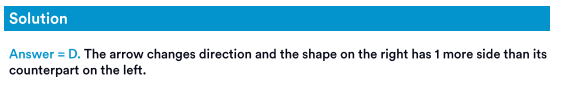 Solution
Answer = D. The arrow changes direction and the shape on the right has 1 more side than its
counterpart on the left.